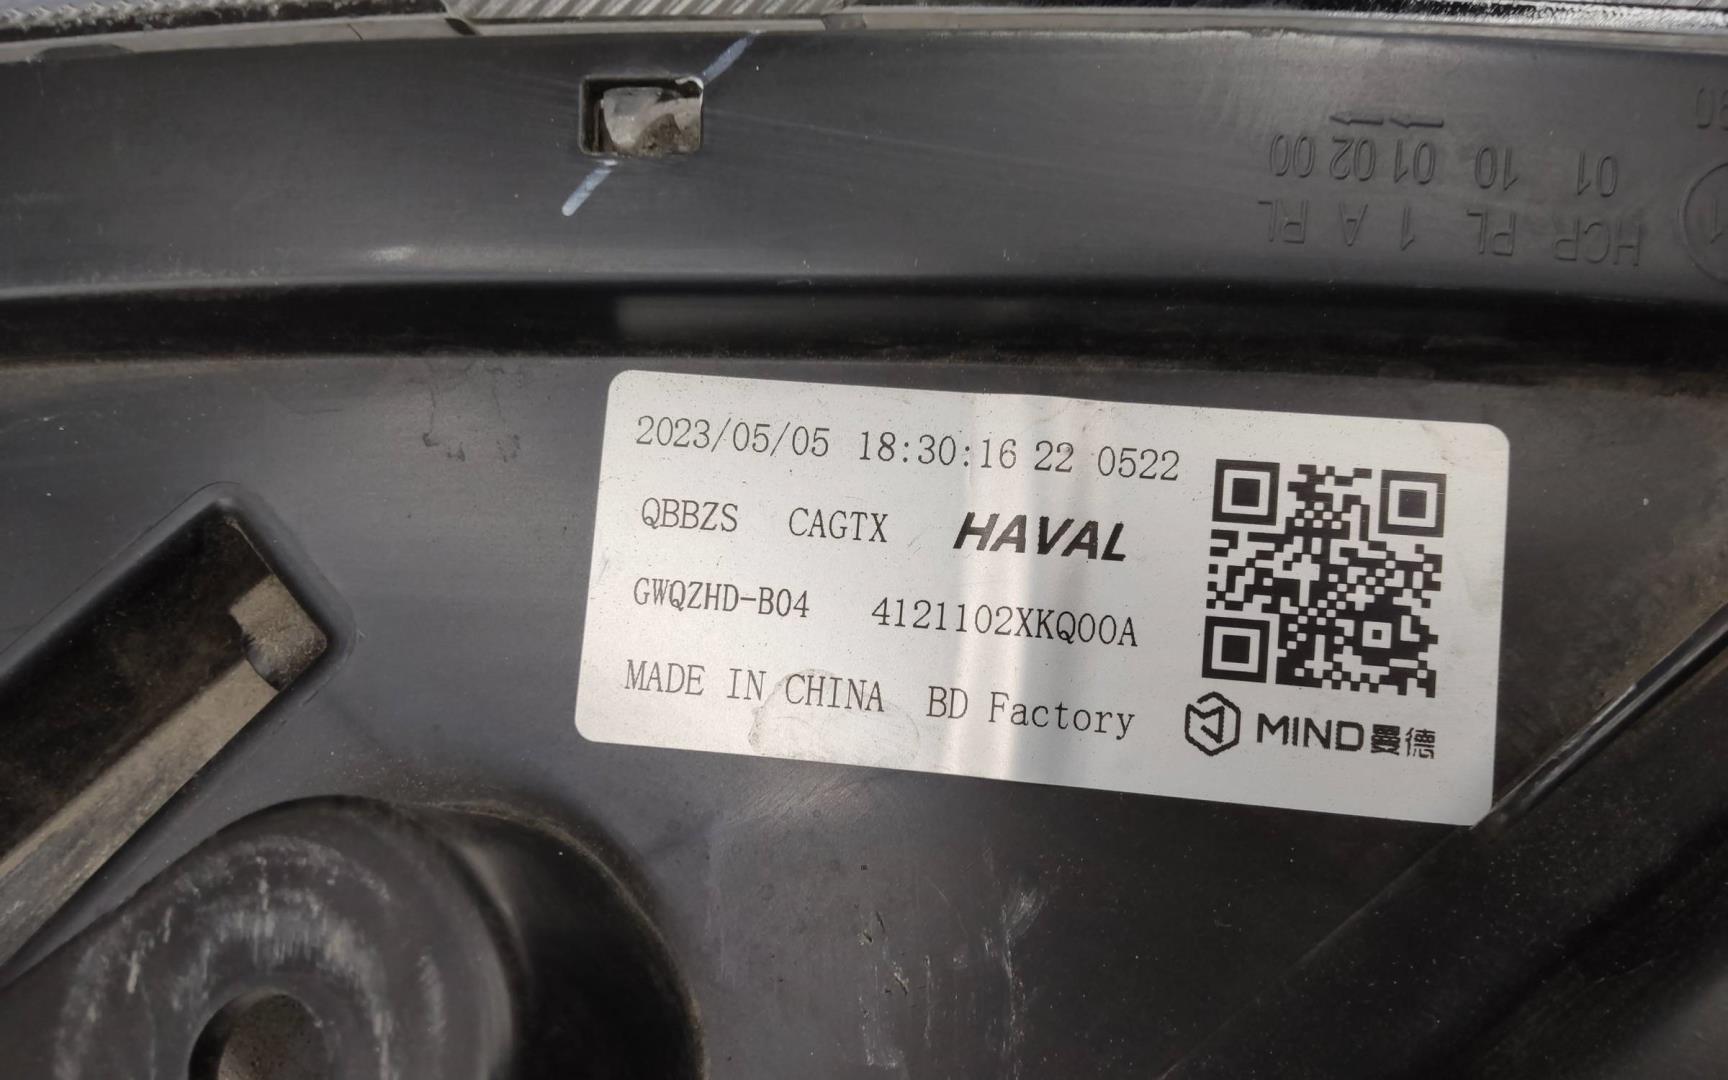 HCR PL 1 A RL
01 10 01 02 00
2023/05/05 18:30:16 22 0522
QBBZS CAGTX HAVAL
GWQZHD-B04 4121102XKQ00A
MADE IN CHINA BD Factory
MIND曼德